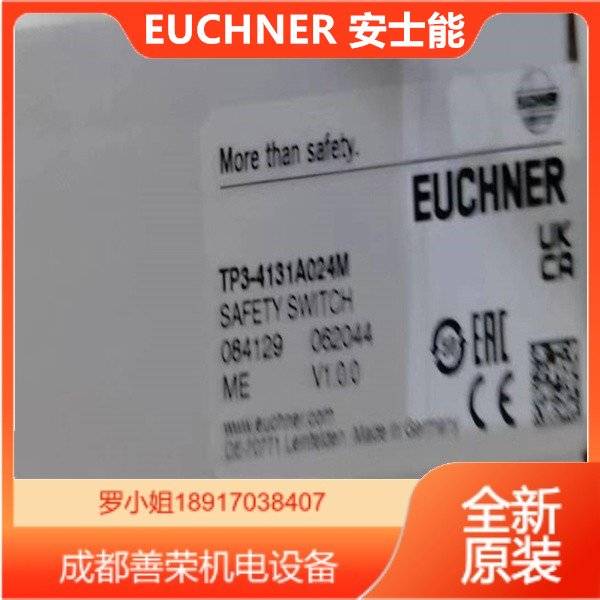 EUCHNER 安士能
EUCHNER
More than safety.
EUCHNER
TP3-4131A024M
SAFETY SWITCH
084129 062044
ME V1.0.0
www.euchner.com
DE-70771 Leinfelden Made in Germany
UK
CA
50
EAC
CE
罗小姐18917038407
成都善荣机电设备
全新
原装